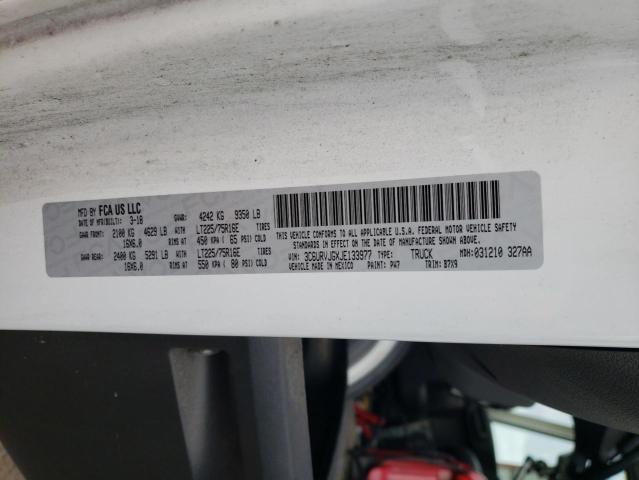 MFD BY FCA US LLC
DATE OF MFR(BUILT): 3-18 GVWR: 4242 KG 9350 LB
GAWR FRONT: 2100 KG 4629 LB LT225/75R16E TIRES
16X6.0 RIMS AT 450 KPA ( 65 PSI)COLD
GAWR REAR: 2400 KG 5291 LB LT225/75R16E TIRES
16X6.0 RIMS AT 550 KPA ( 80 PSI)COLD
THIS VEHICLE CONFORMS TO ALL APPLICABLE U.S.A. FEDERAL MOTOR VEHICLE SAFETY
STANDARDS IN EFFECT ON THE DATE OF MANUFACTURE SHOWN ABOVE.
VIN: 3C6URVJGXJE133977 TYPE: TRUCK MDH: 031210 327AA
VEHICLE MADE IN MEXICO PAINT: PW7 TRIM: B7X9